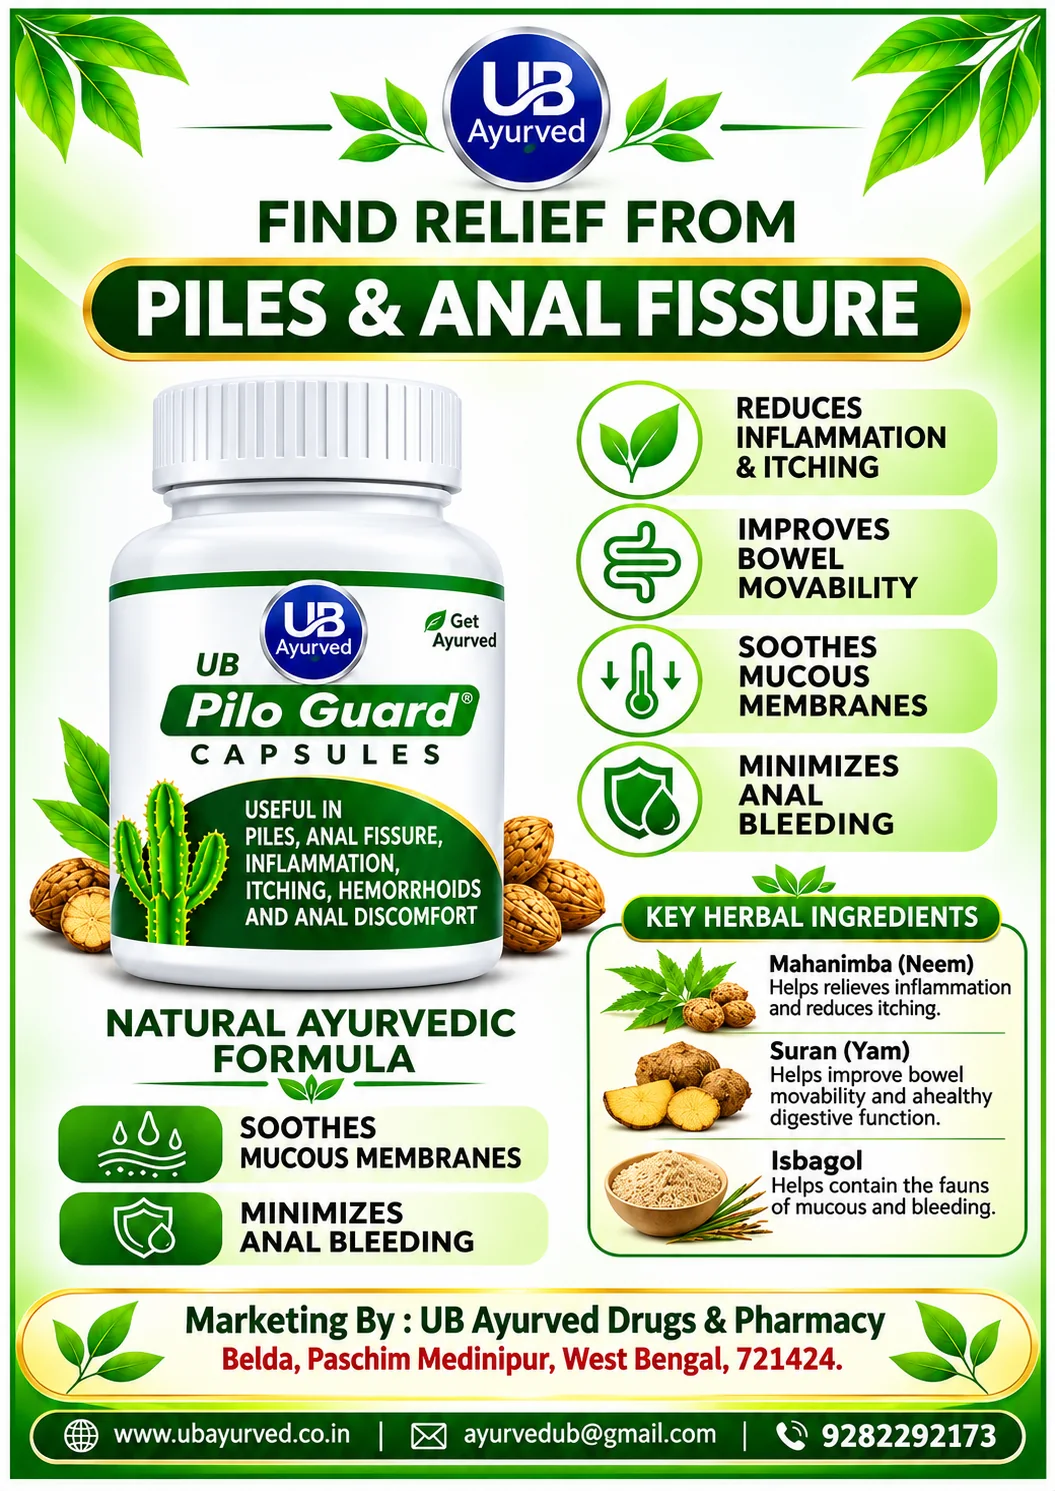 UB
Ayurved
FIND RELIEF FROM
PILES & ANAL FISSURE
UB
Ayurved
Get
Ayurved
UB
Pilo Guard®
CAPSULES
USEFUL IN
PILES, ANAL FISSURE,
INFLAMMATION,
ITCHING, HEMORRHOIDS
AND ANAL DISCOMFORT
REDUCES
INFLAMMATION
& ITCHING
IMPROVES
BOWEL
MOVABILITY
SOOTHES
MUCOUS
MEMBRANES
MINIMIZES
ANAL
BLEEDING
NATURAL AYURVEDIC
FORMULA
SOOTHES
MUCOUS MEMBRANES
MINIMIZES
ANAL BLEEDING
KEY HERBAL INGREDIENTS
Mahanimba (Neem)
Helps relieves inflammation
and reduces itching.
Suran (Yam)
Helps improve bowel
movability and ahealthy
digestive function.
Isbagol
Helps contain the fauns
of mucous and bleeding.
Marketing By : UB Ayurved Drugs & Pharmacy
Belda, Paschim Medinipur, West Bengal, 721424.
www.ubayurved.co.in | ayurvedub@gmail.com | 9282292173